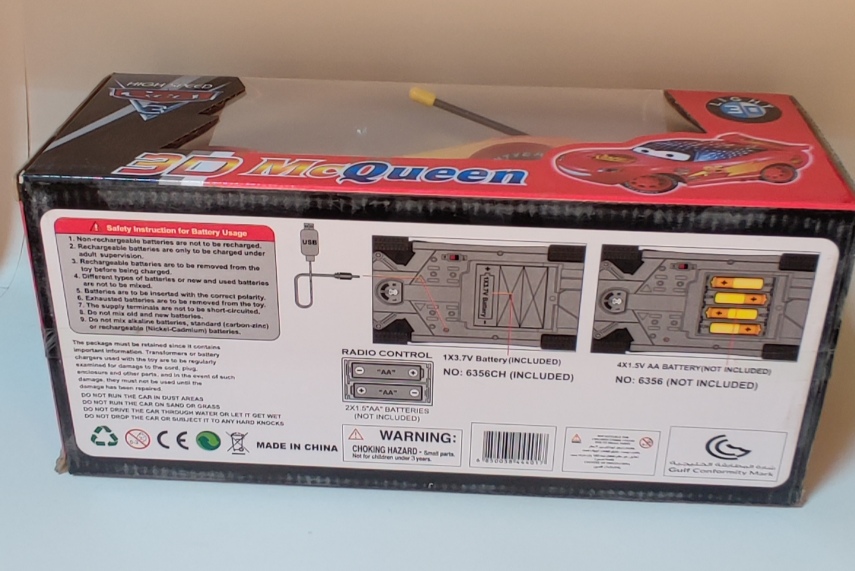 HIGH SPEED
LIGHT
3D
3D McQueen
Safety Instruction for Battery Usage
1. Non-rechargeable batteries are not to be recharged.
2. Rechargeable batteries are only to be charged under
adult supervision.
3. Rechargeable batteries are to be removed from the
toy before being charged.
4. Different types of batteries or new and used batteries
are not to be mixed.
5. Batteries are to be inserted with the correct polarity.
6. Exhausted batteries are to be removed from the toy.
7. The supply terminals are not to be short-circuited.
8. Do not mix old and new batteries.
9. Do not mix alkaline batteries, standard (carbon-zinc)
or rechargeable (Nickel-Cadmium) batteries.
The package must be retained since it contains
important information. Transformers or battery
chargers used with the toy are to be regularly
examined for damage to the cord, plug,
enclosure and other parts, and in the event of such
damage, they must not be used until the
damage has been repaired.
DO NOT RUN THE CAR IN DUST AREAS
DO NOT RUN THE CAR ON SAND OR GRASS
DO NOT DRIVE THE CAR THROUGH WATER OR LET IT GET WET
DO NOT DROP THE CAR OR SUBJECT IT TO ANY HARD KNOCKS
CE
MADE IN CHINA
USB
1X3.7V Battery
1X3.7V Battery(INCLUDED)
NO: 6356CH (INCLUDED)
4X1.5V AA BATTERY(NOT INCLUDED)
NO: 6356 (NOT INCLUDED)
RADIO CONTROL
"AA"
"AA"
2X1.5"AA" BATTERIES
(NOT INCLUDED)
WARNING:
CHOKING HAZARD - Small parts.
Not for children under 3 years.
شارة المطابقة الخليجية
Gulf Conformity Mark